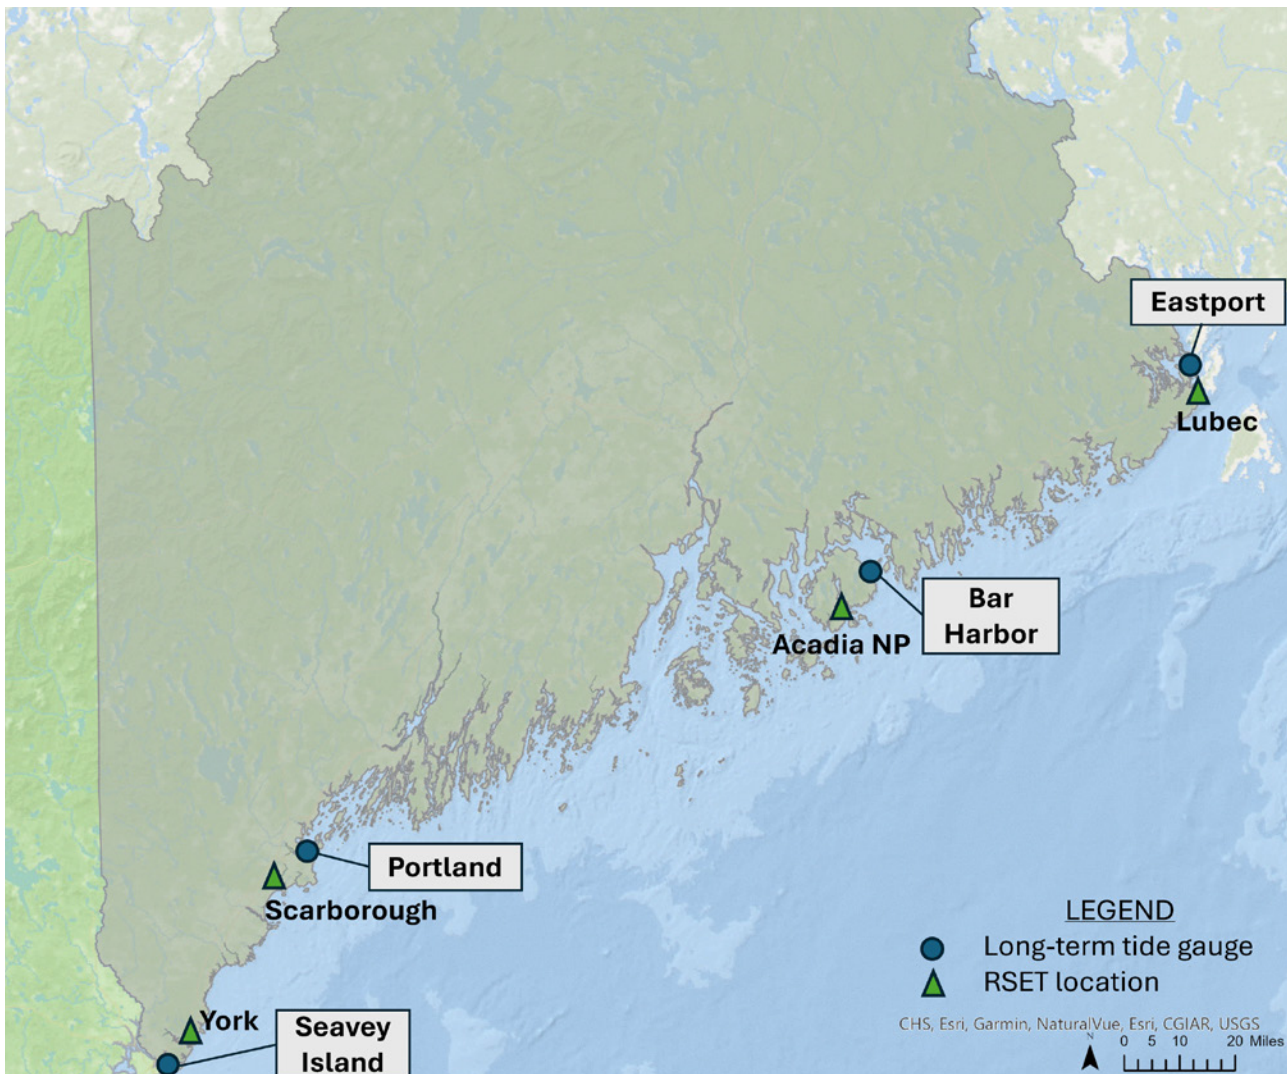 Eastport
Lubec
Bar
Harbor
Acadia NP
Portland
Scarborough
York
Seavey
Island
LEGEND
Long-term tide gauge
RSET location
CHS, Esri, Garmin, NaturalVue, Esri, CGIAR, USGS
N
0 5 10 20 Miles